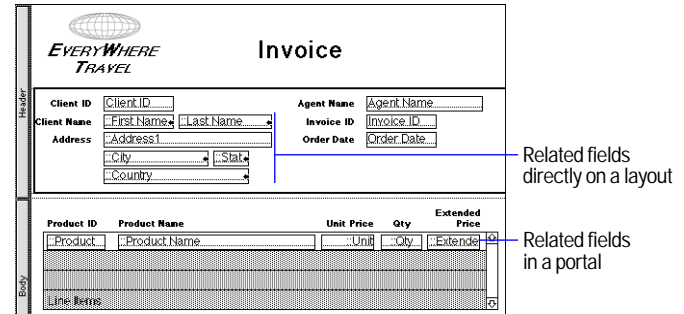 EVERYWHERE
TRAVEL
Invoice
Header
Client ID
Client ID
Agent Name
Agent Name
Client Name
::First Name
::Last Name
Invoice ID
Invoice ID
Address
::Address1
Order Date
Order Date
::City
::Stat
::Country
Related fields
directly on a layout
Body
Product ID
Product Name
Unit Price
Qty
Extended
Price
::Product
::Product Name
::Unit
::Qty
::Extende
Line Items
Related fields
in a portal